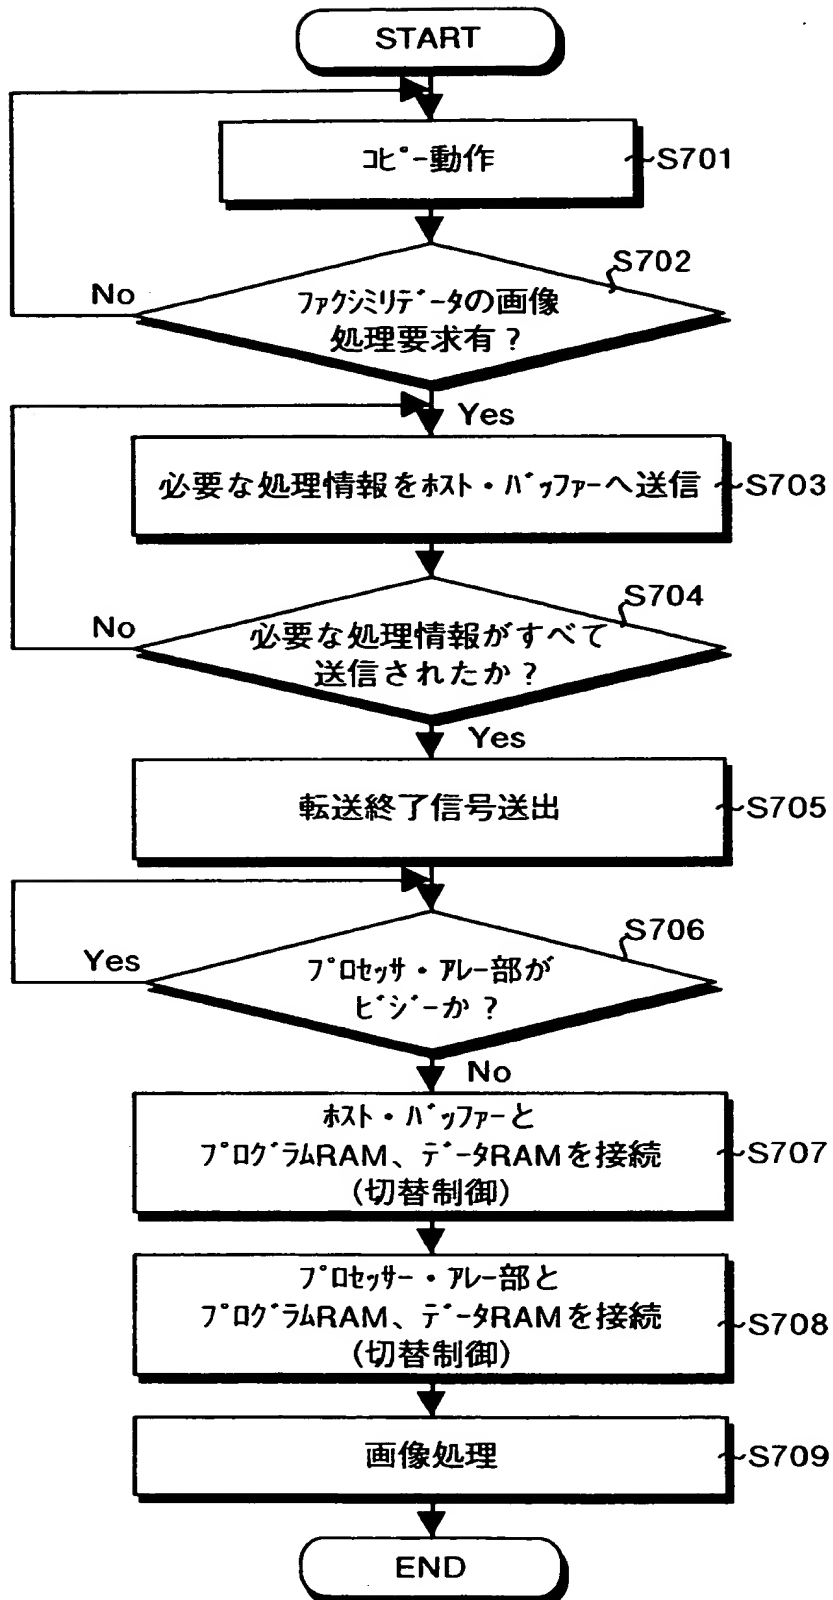 START
ｺﾋﾟｰ動作
S701
S702
No
ﾌｧｸｼﾐﾘﾃﾞｰﾀの画像
処理要求有？
Yes
必要な処理情報をﾎｽﾄ・ﾊﾞｯﾌｧｰへ送信
S703
S704
No
必要な処理情報がすべて
送信されたか？
Yes
転送終了信号送出
S705
S706
Yes
ﾌﾟﾛｾｯｻ・ｱﾚｰ部が
ﾋﾞｼﾞｰか？
No
ﾎｽﾄ・ﾊﾞｯﾌｧｰと
ﾌﾟﾛｸﾞﾗﾑRAM、ﾃﾞｰﾀRAMを接続
(切替制御)
S707
ﾌﾟﾛｾｯｻｰ・ｱﾚｰ部と
ﾌﾟﾛｸﾞﾗﾑRAM、ﾃﾞｰﾀRAMを接続
(切替制御)
S708
画像処理
S709
END